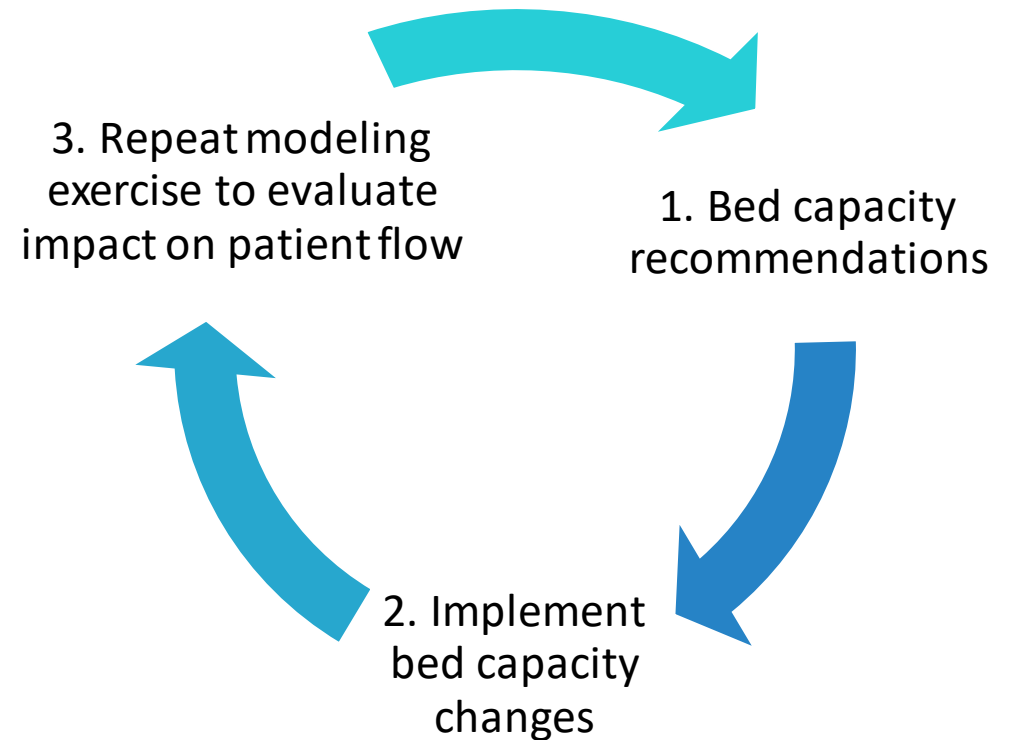 3. Repeat modeling
exercise to evaluate
impact on patient flow
1. Bed capacity
recommendations
2. Implement
bed capacity
changes